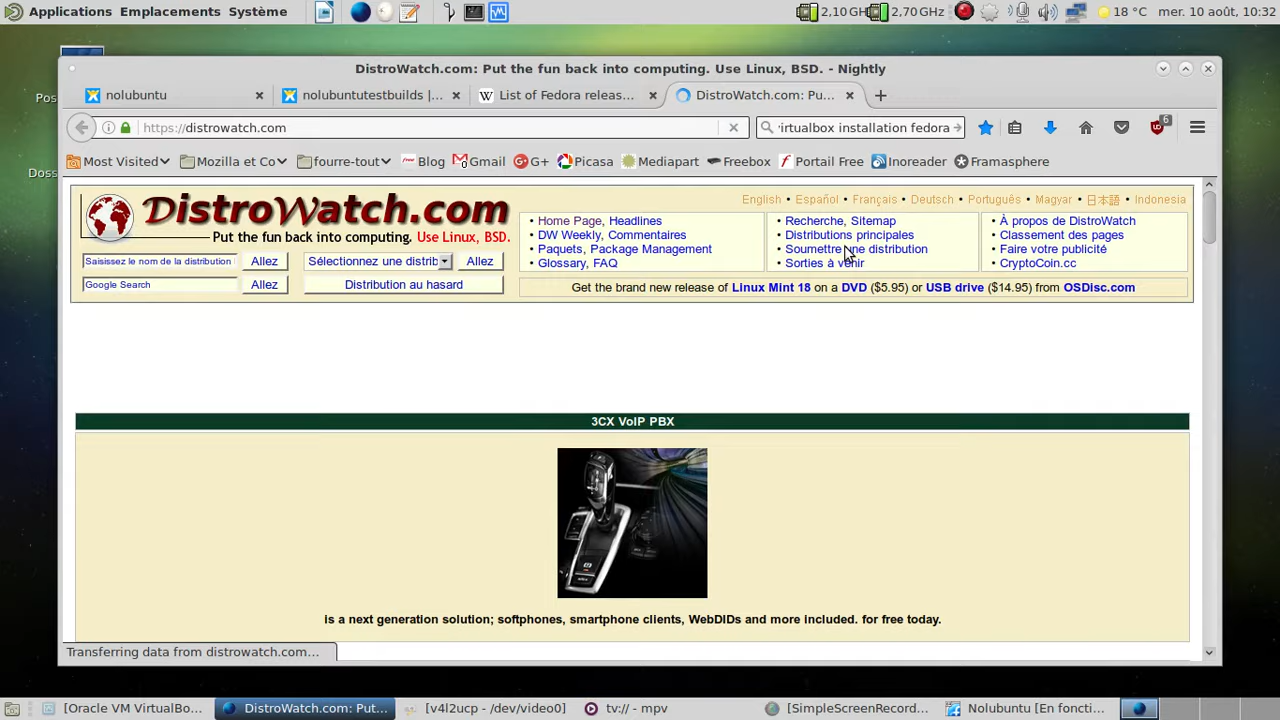 Applications Emplacements Système 2,10 GH 2,70 GHz 18 °C mer. 10 août, 10:32
DistroWatch.com: Put the fun back into computing. Use Linux, BSD. - Nightly
Pos
Dos
nolubuntu nolubuntutestbuilds |... List of Fedora releas... DistroWatch.com: Pu...
https://distrowatch.com irtualbox installation fedora 6
Most Visited Mozilla et Co fourre-tout Blog Gmail G+ Picasa Mediapart Freebox Portail Free Inoreader Framasphere
DistroWatch.com
Put the fun back into computing. Use Linux, BSD.
English • Español • Français • Deutsch • Português • Magyar • 日本語 • Indonesia
• Home Page, Headlines • Recherche, Sitemap • À propos de DistroWatch
• DW Weekly, Commentaires • Distributions principales • Classement des pages
• Paquets, Package Management • Soumettre une distribution • Faire votre publicité
• Glossary, FAQ • Sorties à venir • CryptoCoin.cc
Saisissez le nom de la distribution Allez Sélectionnez une distrib Allez
Google Search Allez Distribution au hasard
Get the brand new release of Linux Mint 18 on a DVD ($5.95) or USB drive ($14.95) from OSDisc.com
3CX VoIP PBX
is a next generation solution; softphones, smartphone clients, WebDIDs and more included. for free today.
Transferring data from distrowatch.com...
[Oracle VM VirtualBo... DistroWatch.com: Put... [v4l2ucp - /dev/video0] tv:// - mpv [SimpleScreenRecord... Nolubuntu [En foncti...